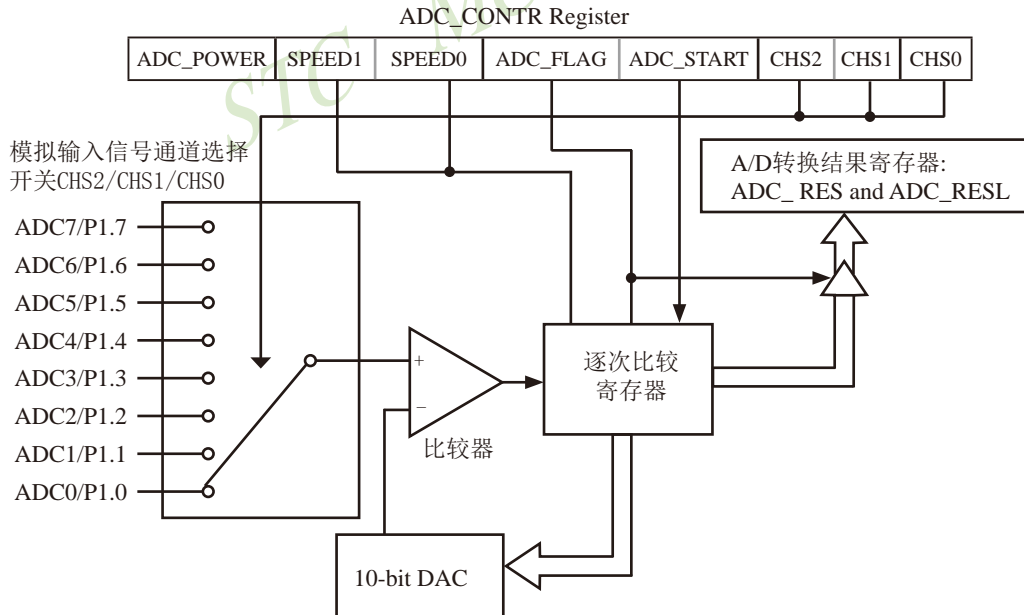 ADC_CONTR Register
ADC_POWER SPEED1 SPEED0 ADC_FLAG ADC_START CHS2 CHS1 CHS0
STC MC
模拟输入信号通道选择
开关CHS2/CHS1/CHS0
A/D转换结果寄存器:
ADC_ RES and ADC_RESL
ADC7/P1.7
ADC6/P1.6
ADC5/P1.5
ADC4/P1.4
ADC3/P1.3
ADC2/P1.2
ADC1/P1.1
ADC0/P1.0
+
−
比较器
逐次比较
寄存器
10-bit DAC